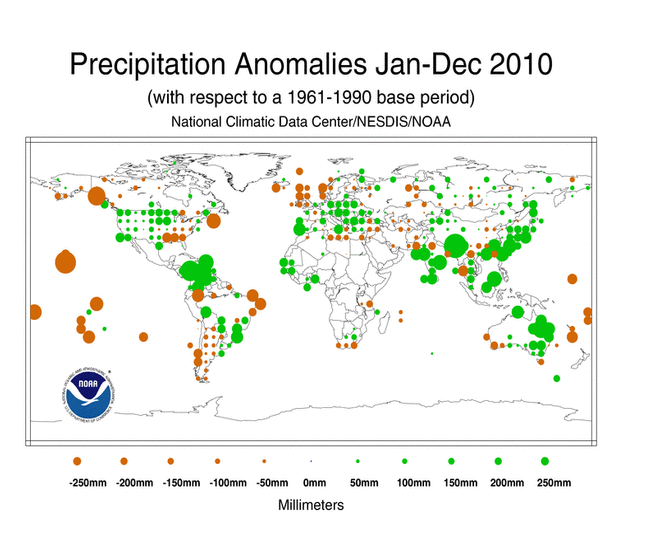 Precipitation Anomalies Jan-Dec 2010
(with respect to a 1961-1990 base period)
National Climatic Data Center/NESDIS/NOAA
NOAA
-250mm -200mm -150mm -100mm -50mm 0mm 50mm 100mm 150mm 200mm 250mm
Millimeters